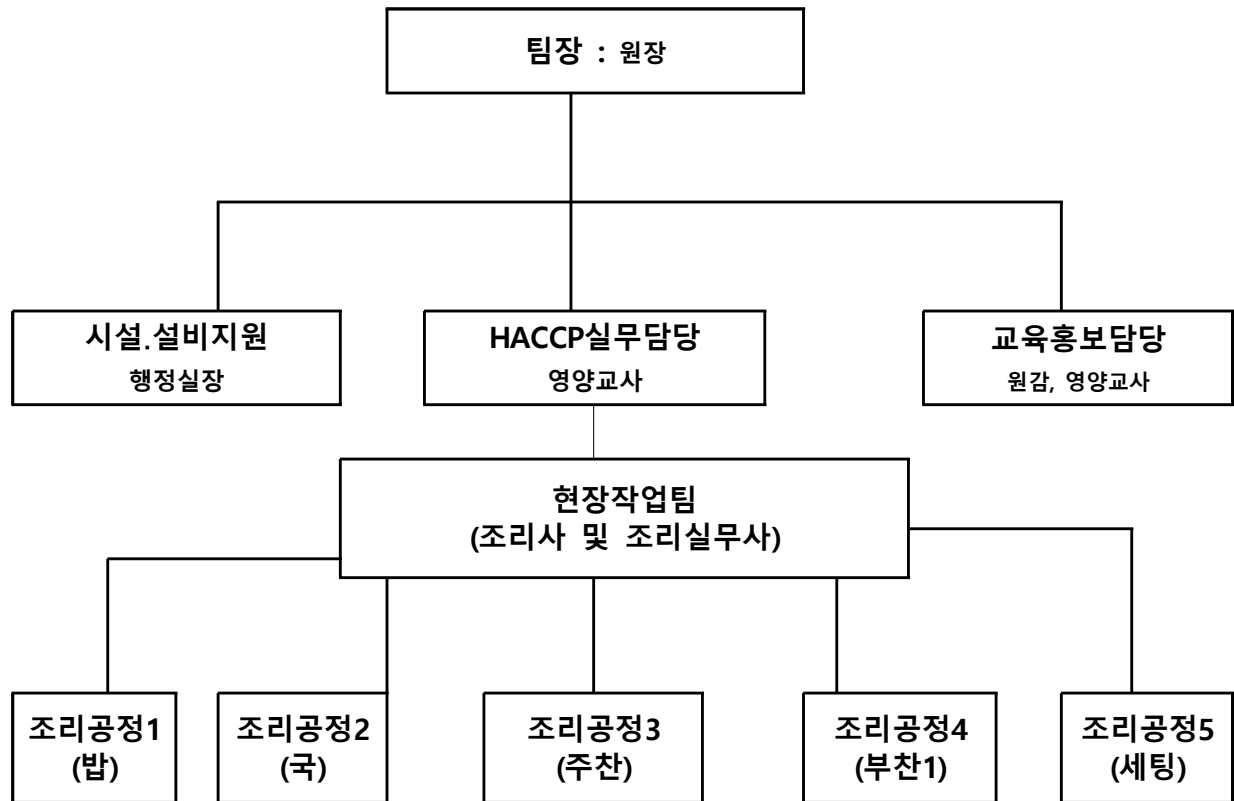 팀장 : 원장
시설.설비지원
행정실장
HACCP실무담당
영양교사
교육홍보담당
원감, 영양교사
현장작업팀
(조리사 및 조리실무사)
조리공정1
(밥)
조리공정2
(국)
조리공정3
(주찬)
조리공정4
(부찬1)
조리공정5
(세팅)